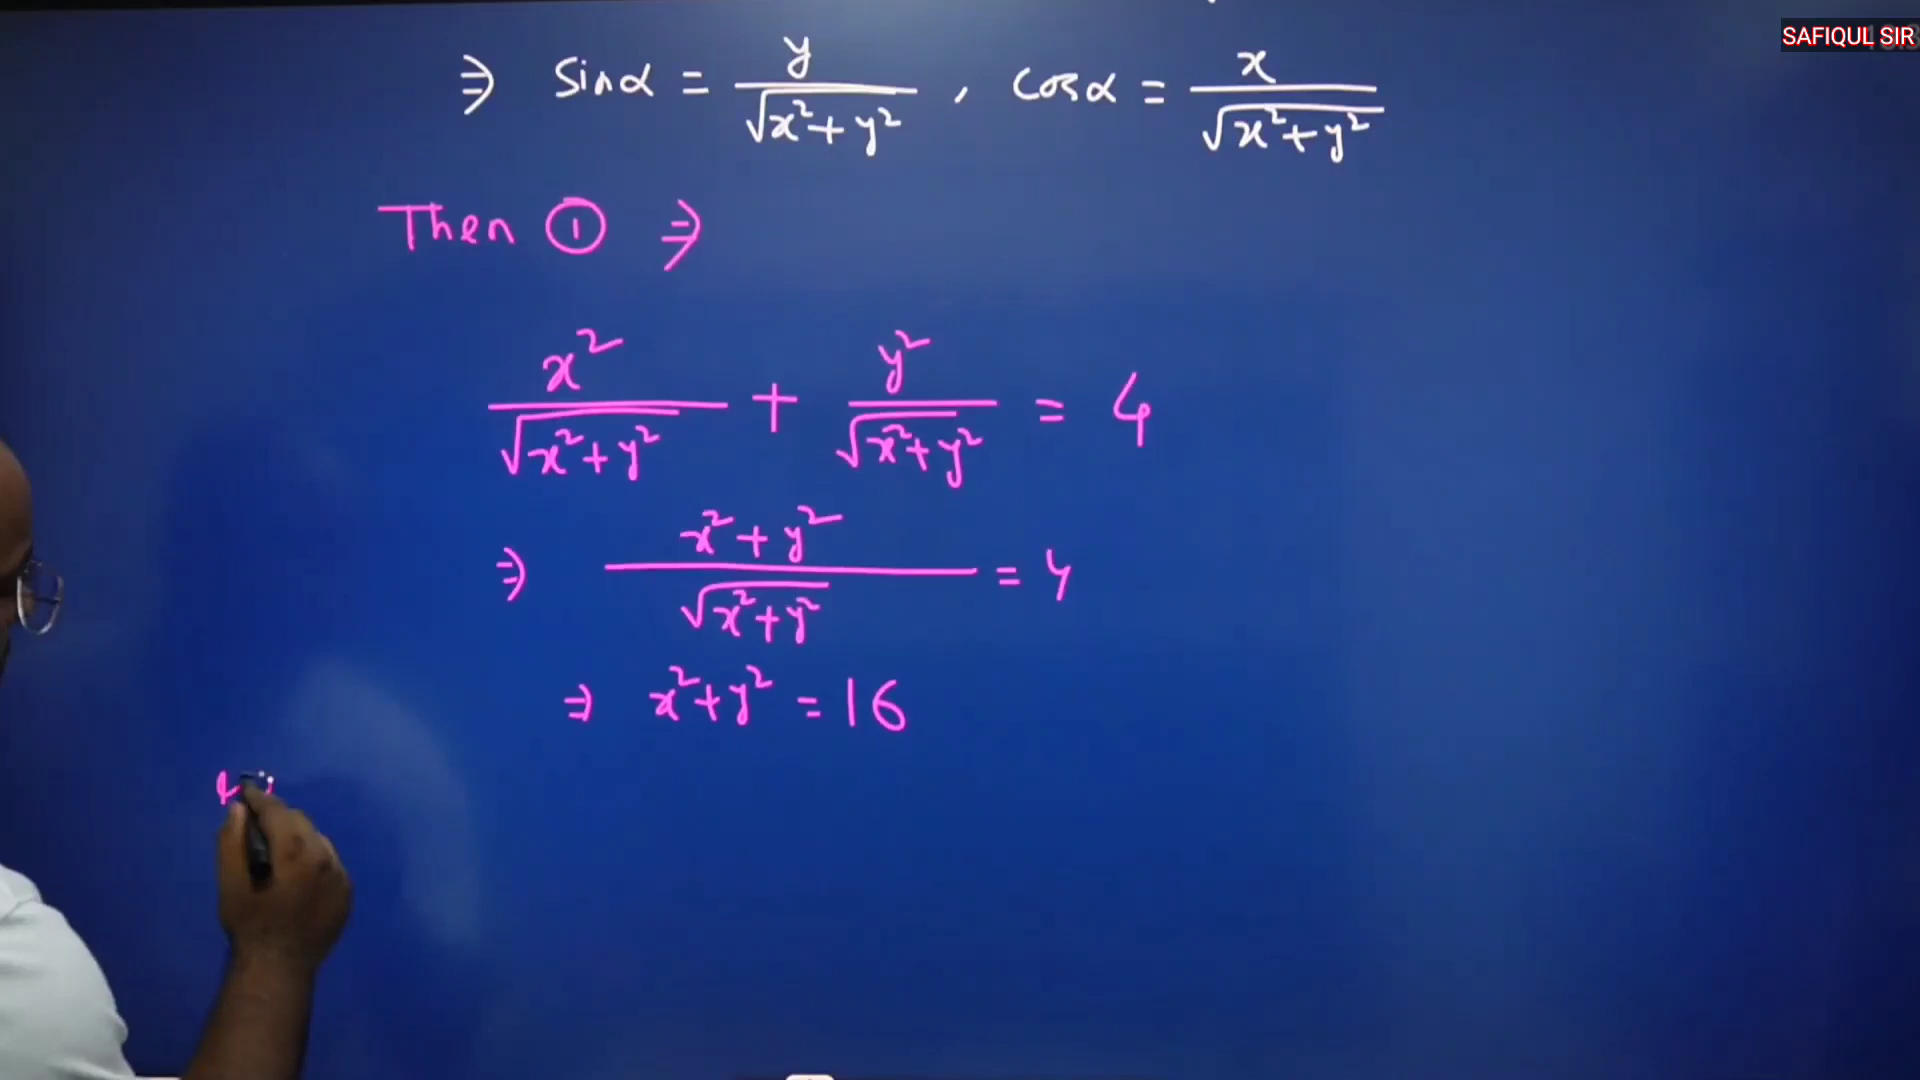 SAFIQUL SIR
⇒ Sinα = y/√(x²+y²) , cosα = x/√(x²+y²)
Then ① ⇒
x²/√(x²+y²) + y²/√(x²+y²) = 4
⇒ (x²+y²)/√(x²+y²) = 4
⇒ x²+y² = 16